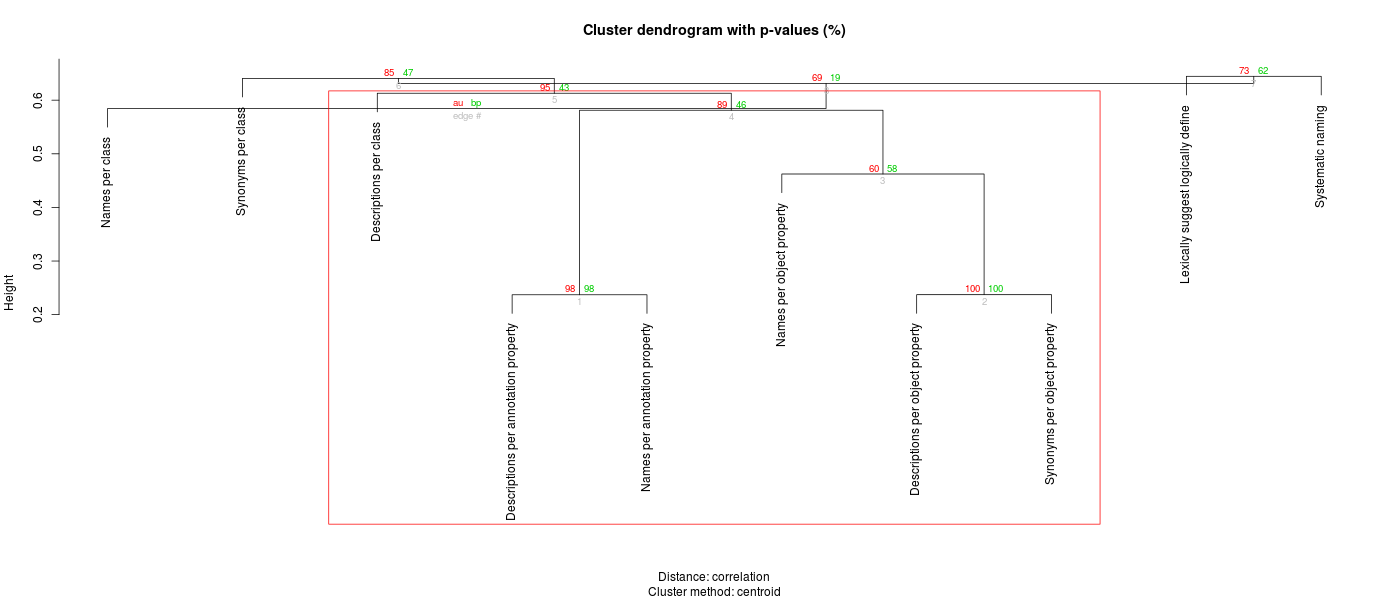 Cluster dendrogram with p-values (%)
Height
0.2
0.3
0.4
0.5
0.6
85 47
6
95 43
5
69 19
73 62
au bp
edge #
89 46
4
60 58
3
98 98
1
100 100
2
Names per class
Synonyms per class
Descriptions per class
Descriptions per annotation property
Names per annotation property
Names per object property
Descriptions per object property
Synonyms per object property
Lexically suggest logically define
Systematic naming
Distance: correlation
Cluster method: centroid